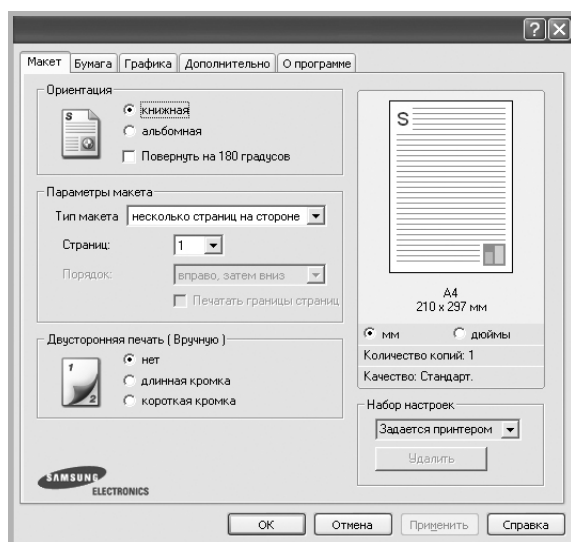 Макет Бумага Графика Дополнительно О программе
Ориентация
S
книжная
альбомная
Повернуть на 180 градусов
Параметры макета
Тип макета несколько страниц на стороне
Страниц: 1
Порядок: вправо, затем вниз
Печатать границы страниц
Двусторонняя печать ( Вручную )
1
2
нет
длинная кромка
короткая кромка
SAMSUNG
ELECTRONICS
S
A4
210 x 297 мм
мм дюймы
Количество копий: 1
Качество: Стандарт.
Набор настроек
Задается принтером
Удалить
OK Отмена Применить Справка